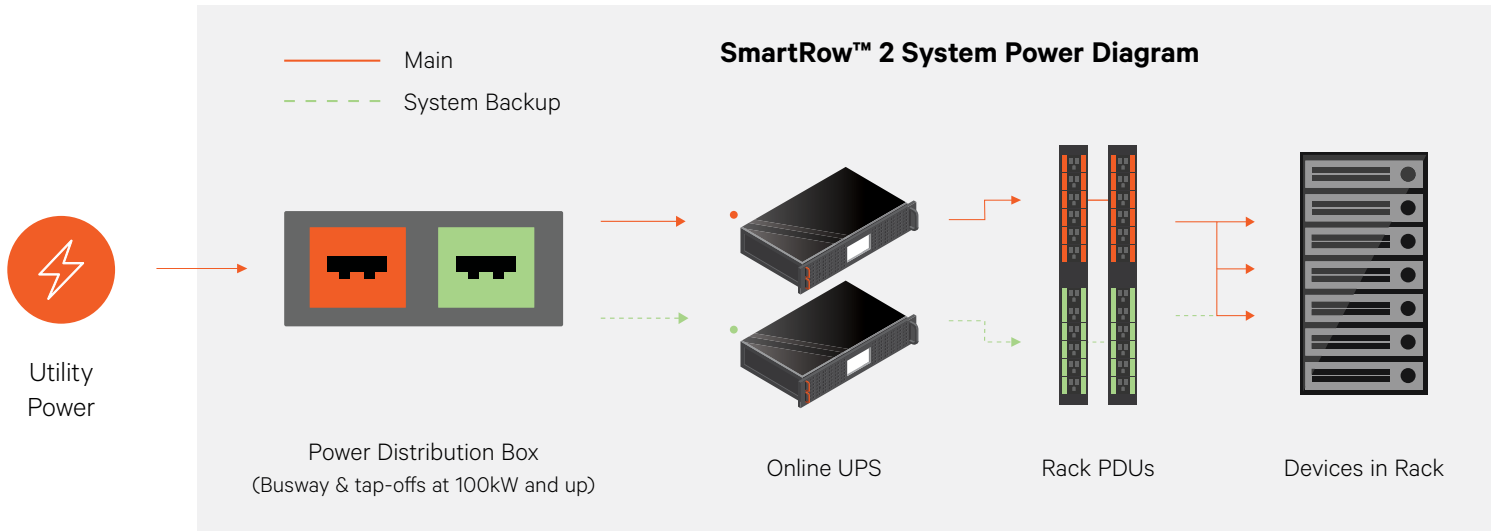 SmartRow™ 2 System Power Diagram
Main
System Backup
Utility
Power
Power Distribution Box
(Busway & tap-offs at 100kW and up)
Online UPS
Rack PDUs
Devices in Rack